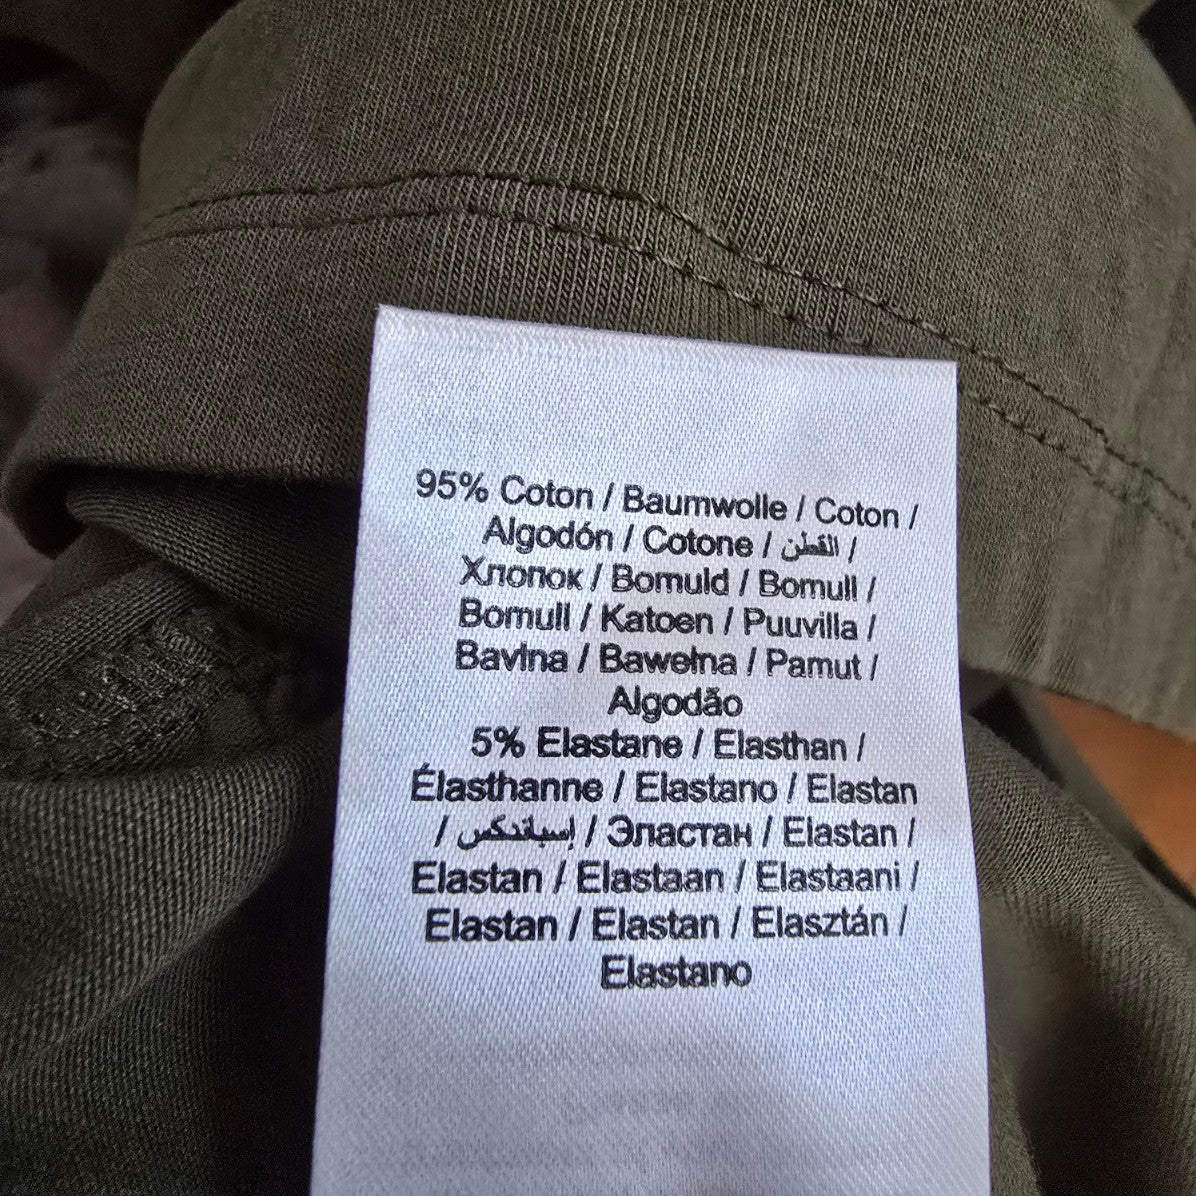 95% Coton / Baumwolle / Coton /
Algodón / Cotone / القطن /
Хлопок / Bomuld / Bomull /
Bomull / Katoen / Puuvilla /
Bavlna / Bawełna / Pamut /
Algodão
5% Elastane / Elasthan /
Élasthanne / Elastano / Elastan
/ إسباندكس / Эластан / Elastan /
Elastan / Elastaan / Elastaani /
Elastan / Elastan / Elasztán /
Elastano